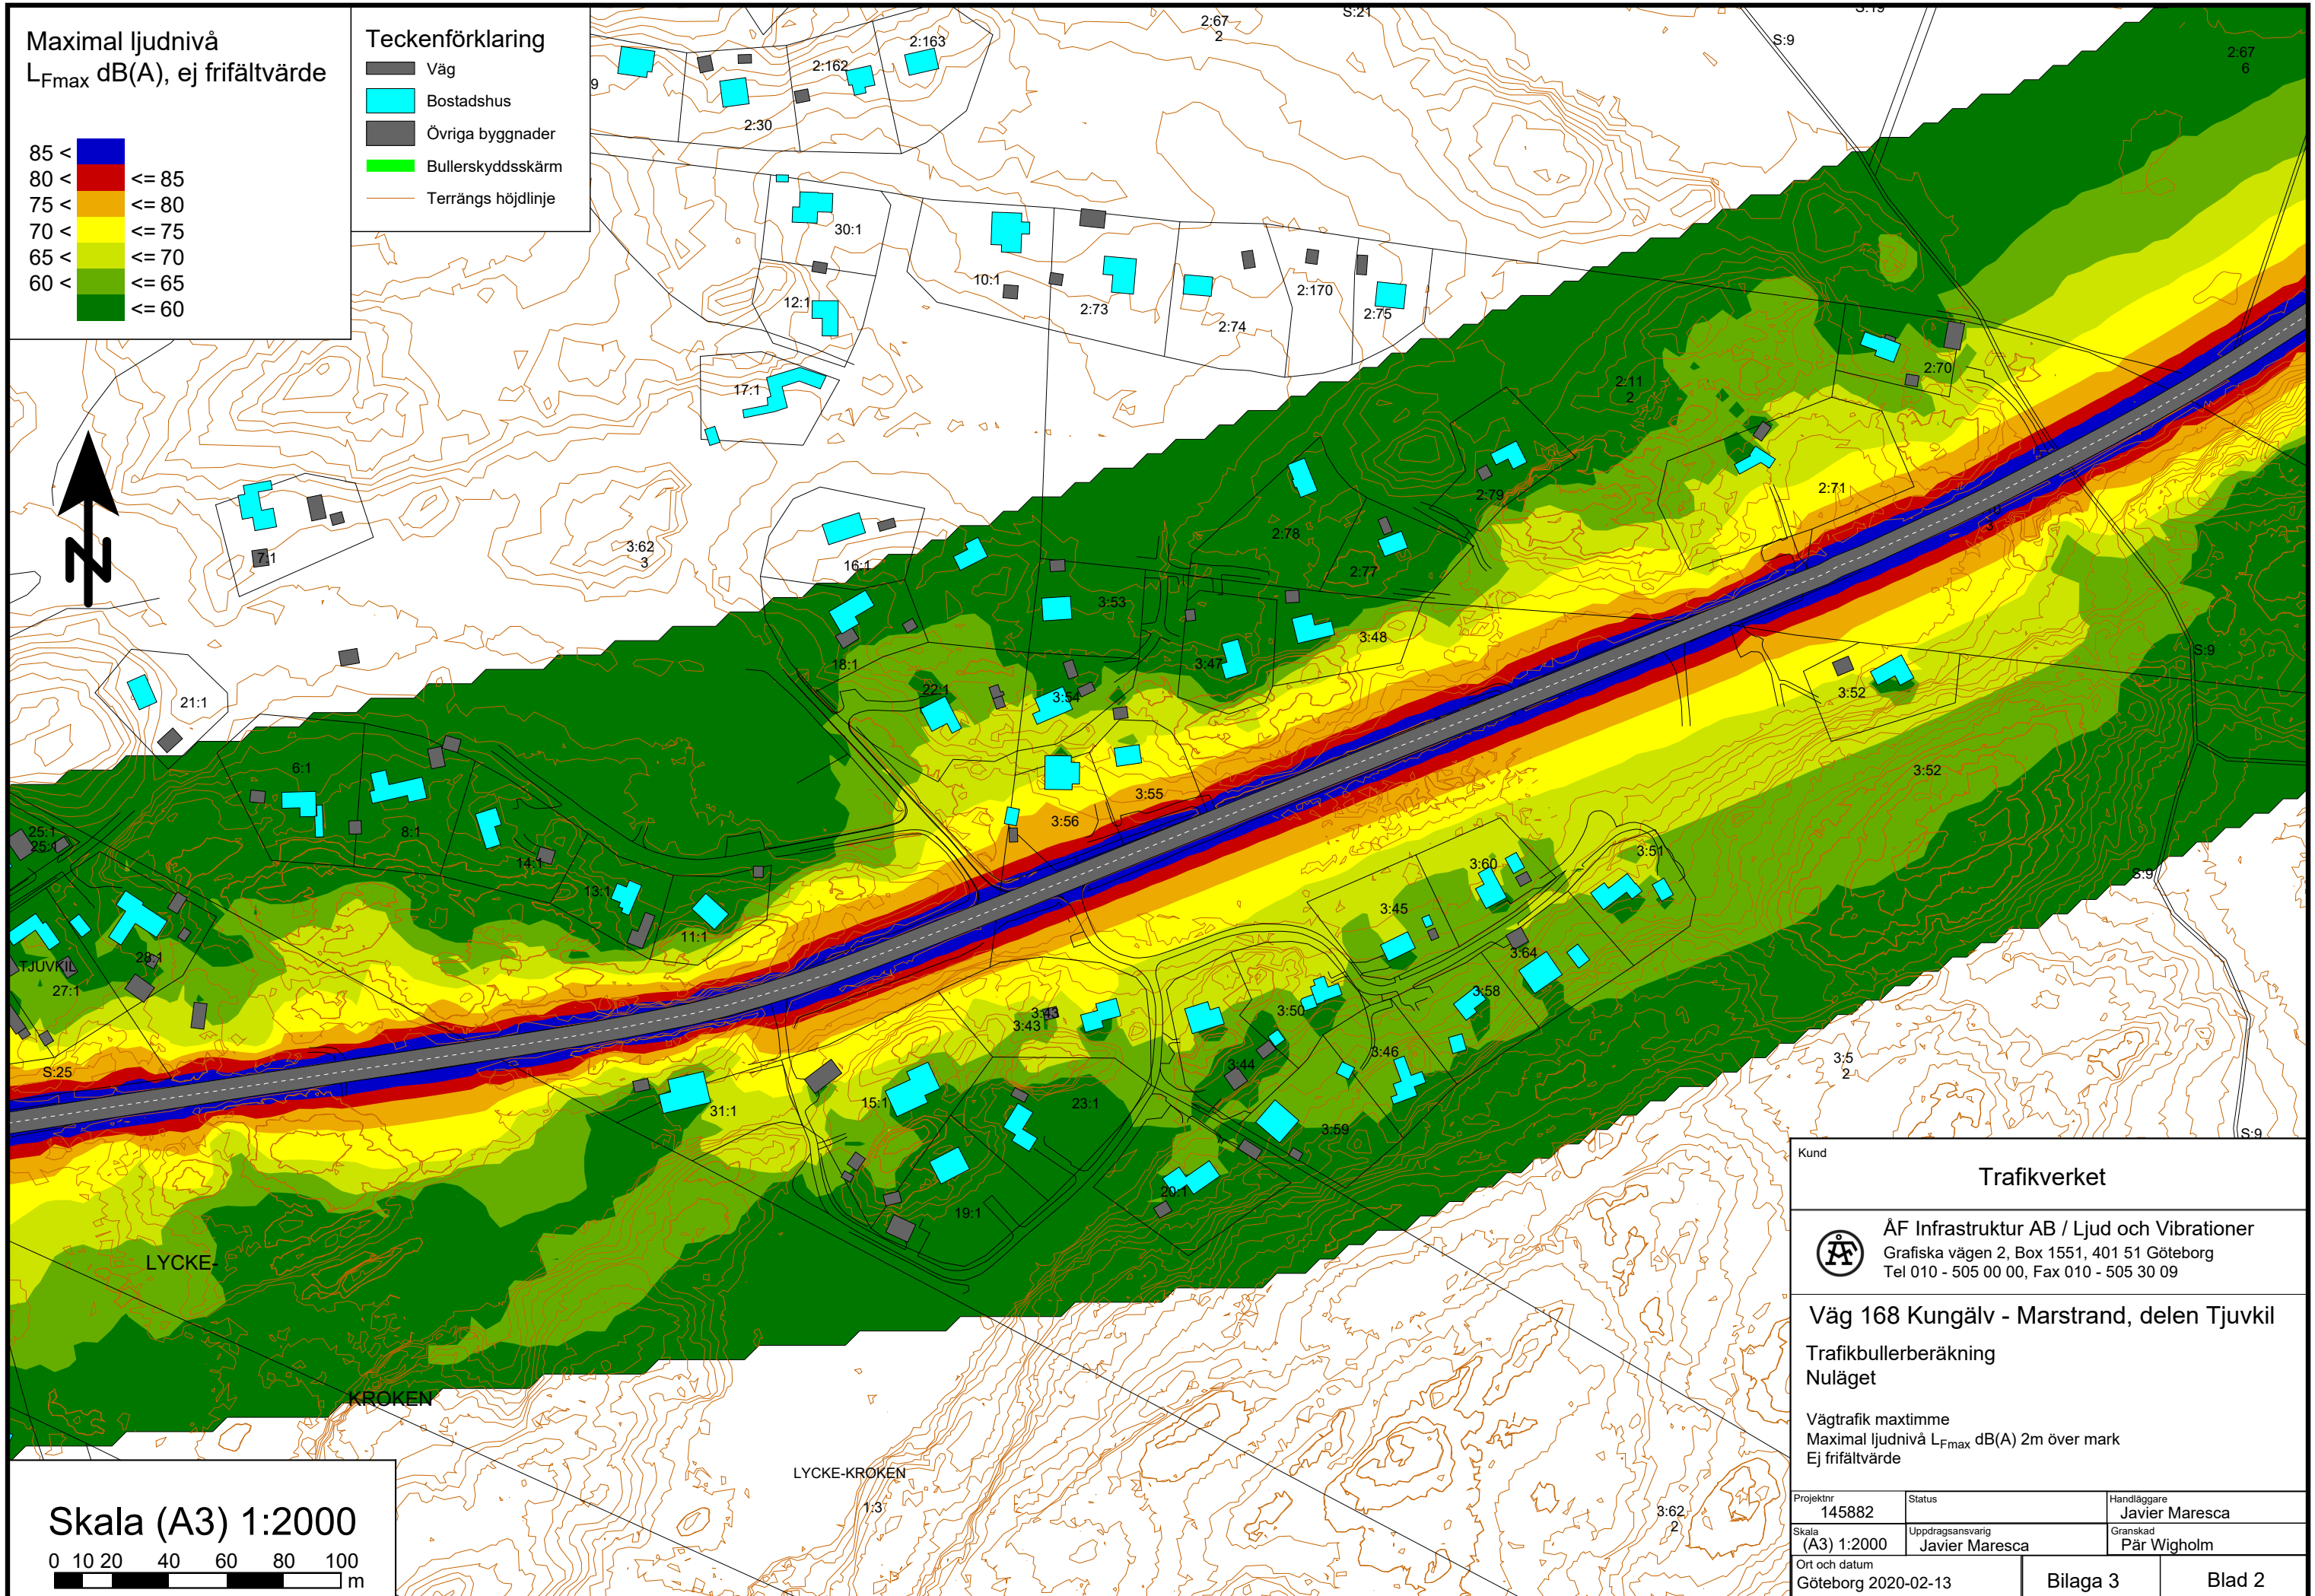 Maximal ljudnivå
LFmax dB(A), ej frifältvärde
85 <
80 < <= 85
75 < <= 80
70 < <= 75
65 < <= 70
60 < <= 65
<= 60
Teckenförklaring
Väg
Bostadshus
Övriga byggnader
Bullerskyddsskärm
Terrängs höjdlinje
S:21
S:19
2:67
2
S:9
2:67
6
2:163
2:162
9
2:30
30:1
10:1
12:1
2:73
2:74
2:170
2:75
17:1
2:11
2
2:70
2:71
2:79
2:78
2:77
N
7:1
3:62
3
16:1
3:53
18:1
3:47
3:48
22:1
3:54
21:1
3:52
S:9
6:1
3:52
3:55
3:56
8:1
25:1
25:1
14:1
13:1
11:1
3:60
3:51
S:9
3:45
3:64
28:1
TJUVKIL
27:1
3:58
3:50
3:43
3:43
3:46
3:44
3:5
2
S:25
31:1
15:1
23:1
3:59
S:9
20:1
19:1
LYCKE-
KROKEN
LYCKE-KROKEN
1:3
3:62
2
Skala (A3) 1:2000
0 10 20 40 60 80 100
m
Kund
Trafikverket
ÅF
ÅF Infrastruktur AB / Ljud och Vibrationer
Grafiska vägen 2, Box 1551, 401 51 Göteborg
Tel 010 - 505 00 00, Fax 010 - 505 30 09
Väg 168 Kungälv - Marstrand, delen Tjuvkil
Trafikbullerberäkning
Nuläget
Vägtrafik maxtimme
Maximal ljudnivå LFmax dB(A) 2m över mark
Ej frifältvärde
Projektnr
145882
Status
Handläggare
Javier Maresca
Skala
(A3) 1:2000
Uppdragsansvarig
Javier Maresca
Granskad
Pär Wigholm
Ort och datum
Göteborg 2020-02-13
Bilaga 3
Blad 2